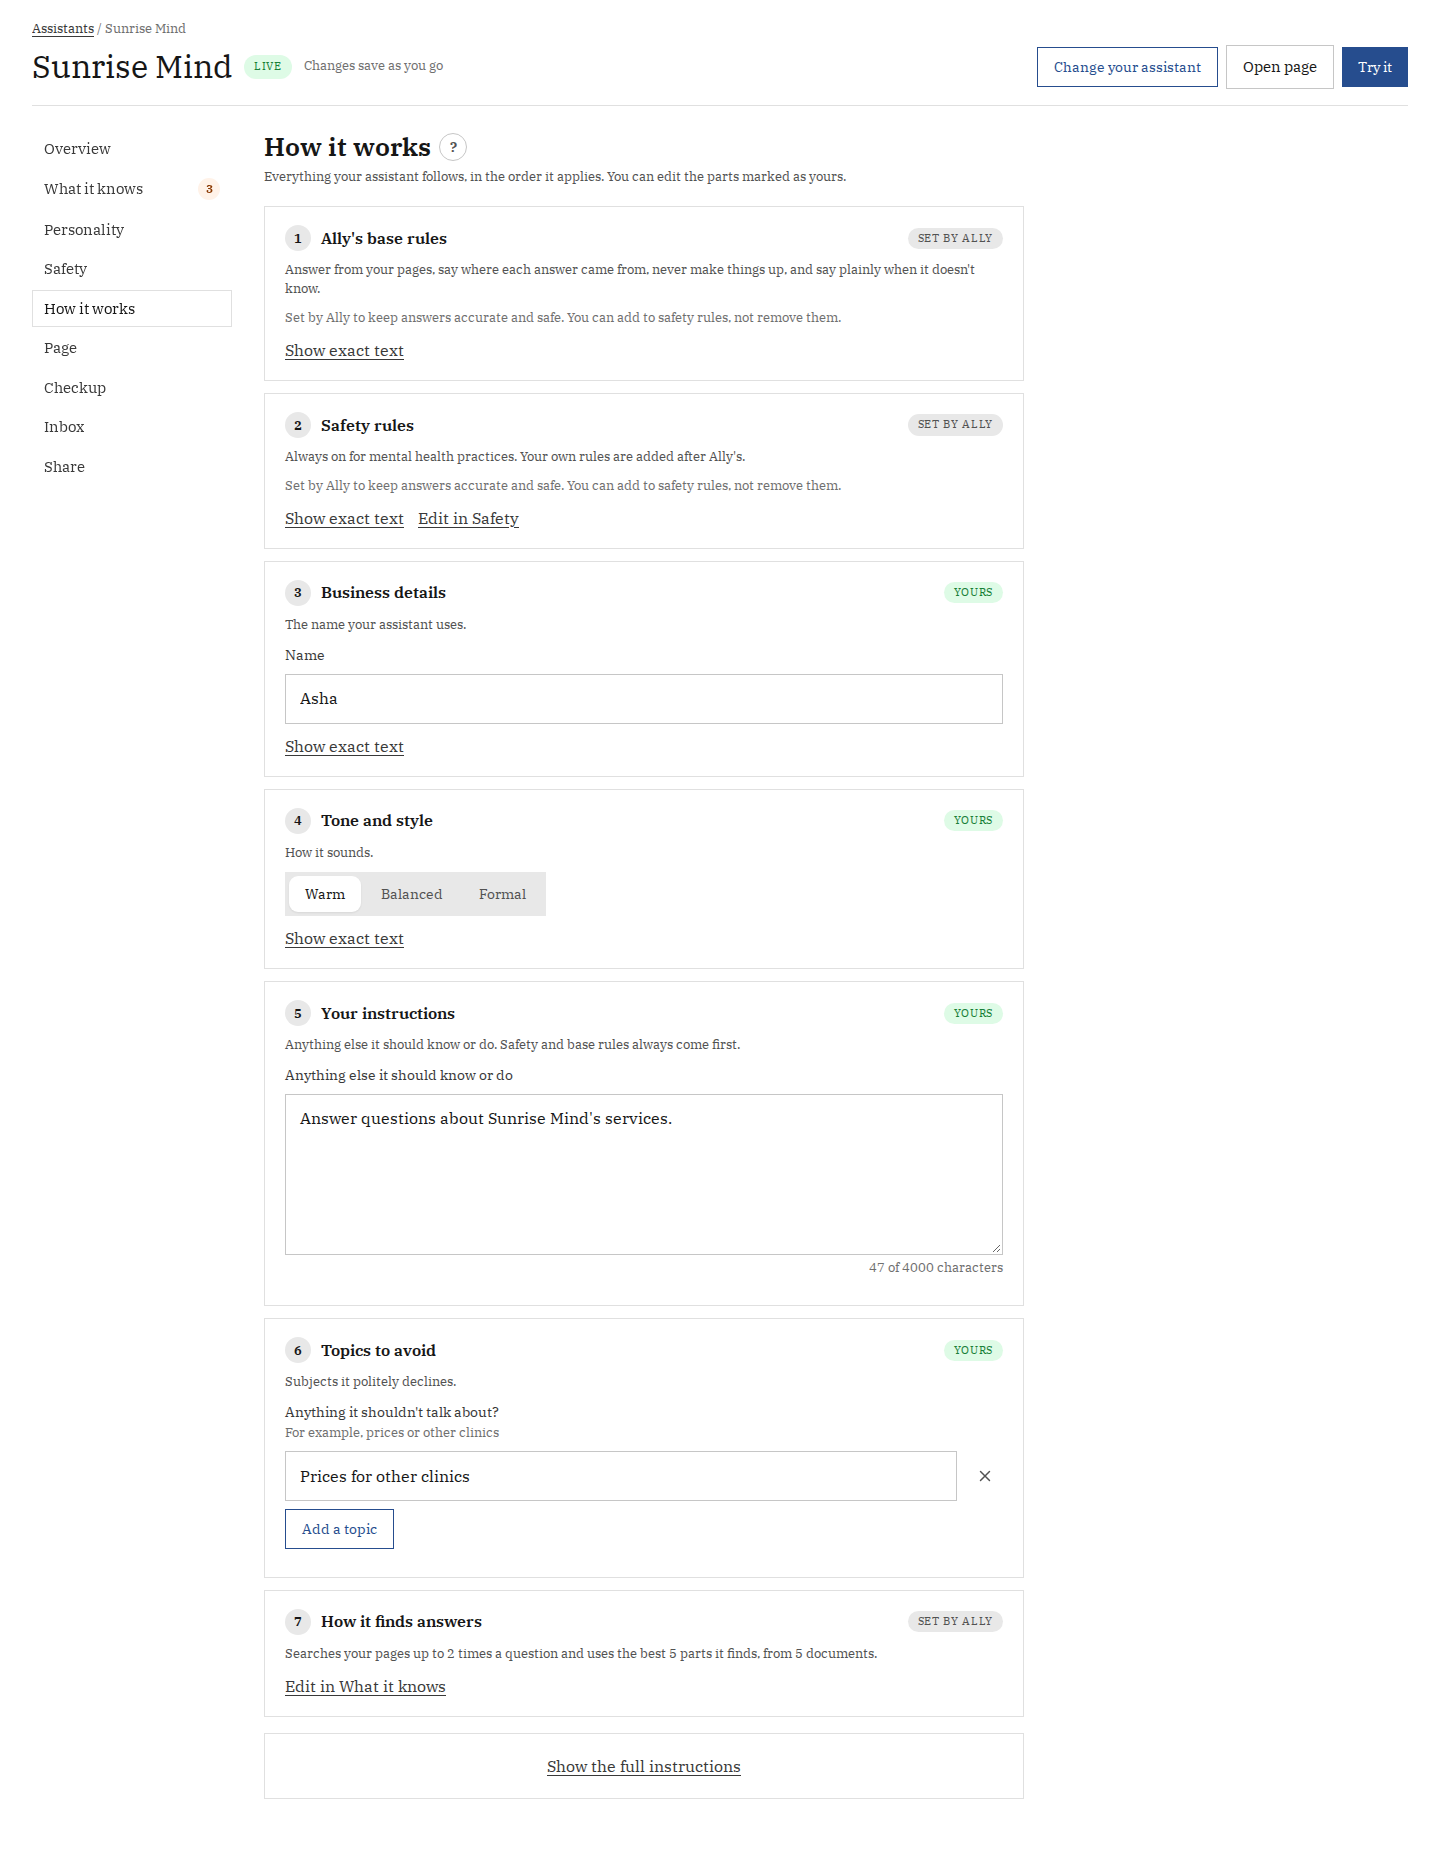 Assistants / Sunrise Mind
Sunrise Mind LIVE Changes save as you go
Change your assistant Open page Try it
Overview
What it knows 3
Personality
Safety
How it works
Page
Checkup
Inbox
Share
How it works ?
Everything your assistant follows, in the order it applies. You can edit the parts marked as yours.
1 Ally's base rules SET BY ALLY
Answer from your pages, say where each answer came from, never make things up, and say plainly when it doesn't
know.
Set by Ally to keep answers accurate and safe. You can add to safety rules, not remove them.
Show exact text
2 Safety rules SET BY ALLY
Always on for mental health practices. Your own rules are added after Ally's.
Set by Ally to keep answers accurate and safe. You can add to safety rules, not remove them.
Show exact text Edit in Safety
3 Business details YOURS
The name your assistant uses.
Name
Asha
Show exact text
4 Tone and style YOURS
How it sounds.
Warm Balanced Formal
Show exact text
5 Your instructions YOURS
Anything else it should know or do. Safety and base rules always come first.
Anything else it should know or do
Answer questions about Sunrise Mind's services.
47 of 4000 characters
6 Topics to avoid YOURS
Subjects it politely declines.
Anything it shouldn't talk about?
For example, prices or other clinics
Prices for other clinics
Add a topic
7 How it finds answers SET BY ALLY
Searches your pages up to 2 times a question and uses the best 5 parts it finds, from 5 documents.
Edit in What it knows
Show the full instructions